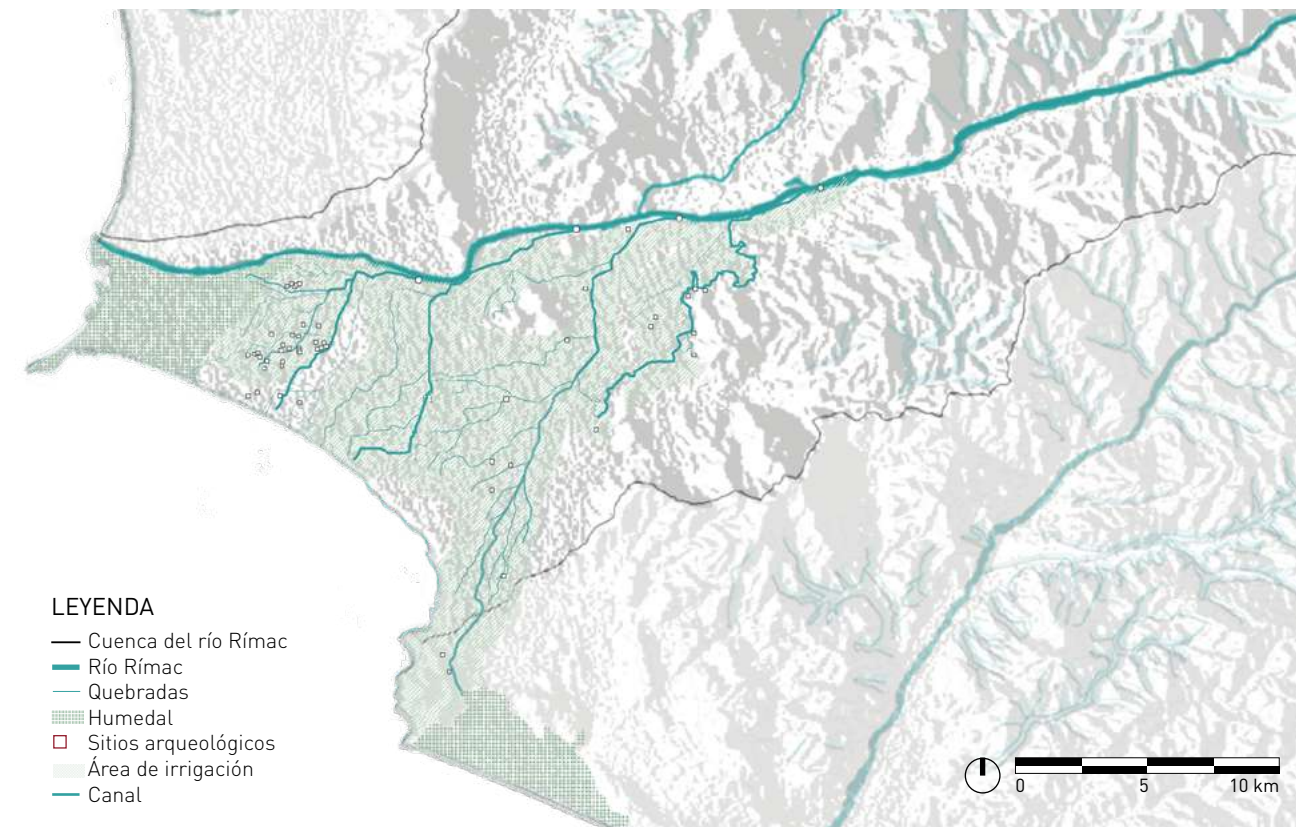 LEYENDA
Cuenca del río Rímac
Río Rímac
Quebradas
Humedal
Sitios arqueológicos
Área de irrigación
Canal
0 5 10 km